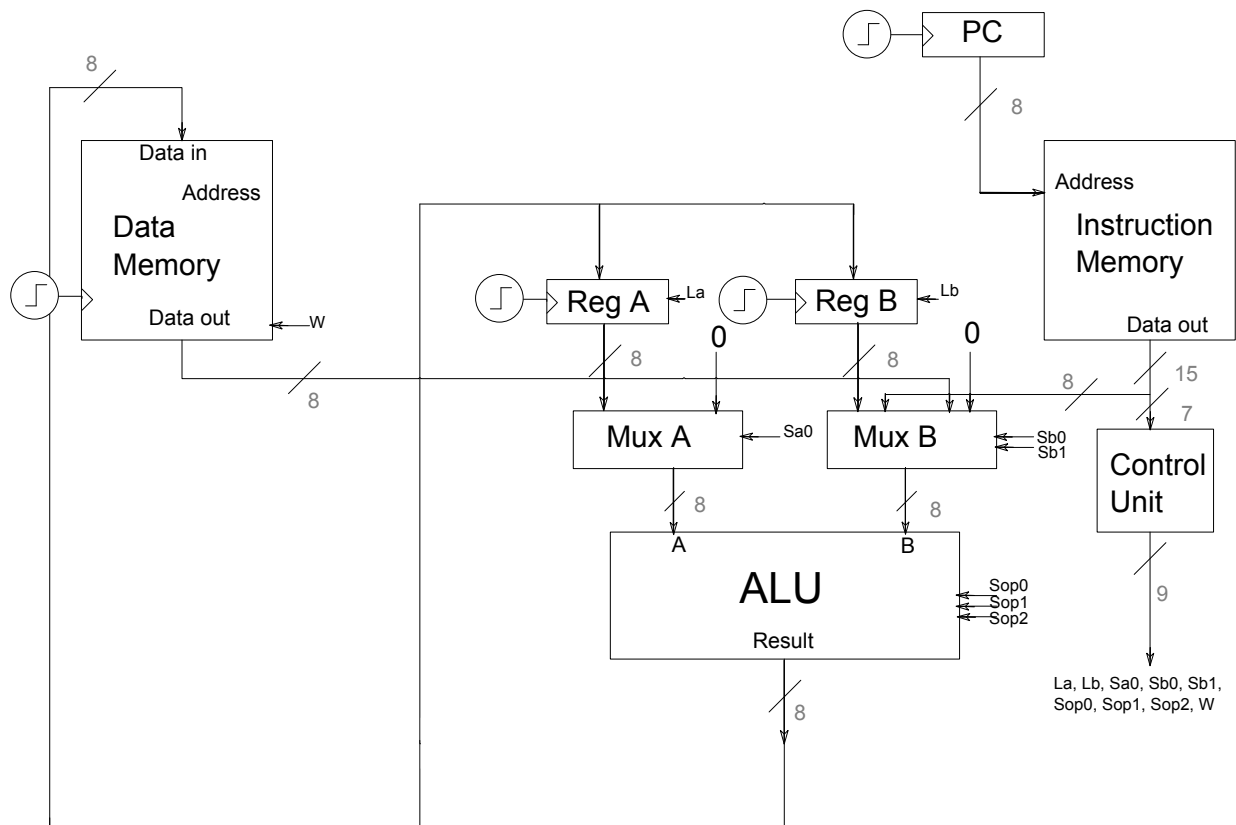 PC
8
8
Data in
Address
Data
Memory
Data out
W
8
Address
Instruction
Memory
Data out
15
7
8
Reg A
La
Reg B
Lb
8
0
8
0
Mux A
Sa0
Mux B
Sb0
Sb1
Control
Unit
8
8
A
B
ALU
Sop0
Sop1
Sop2
Result
9
8
La, Lb, Sa0, Sb0, Sb1,
Sop0, Sop1, Sop2, W